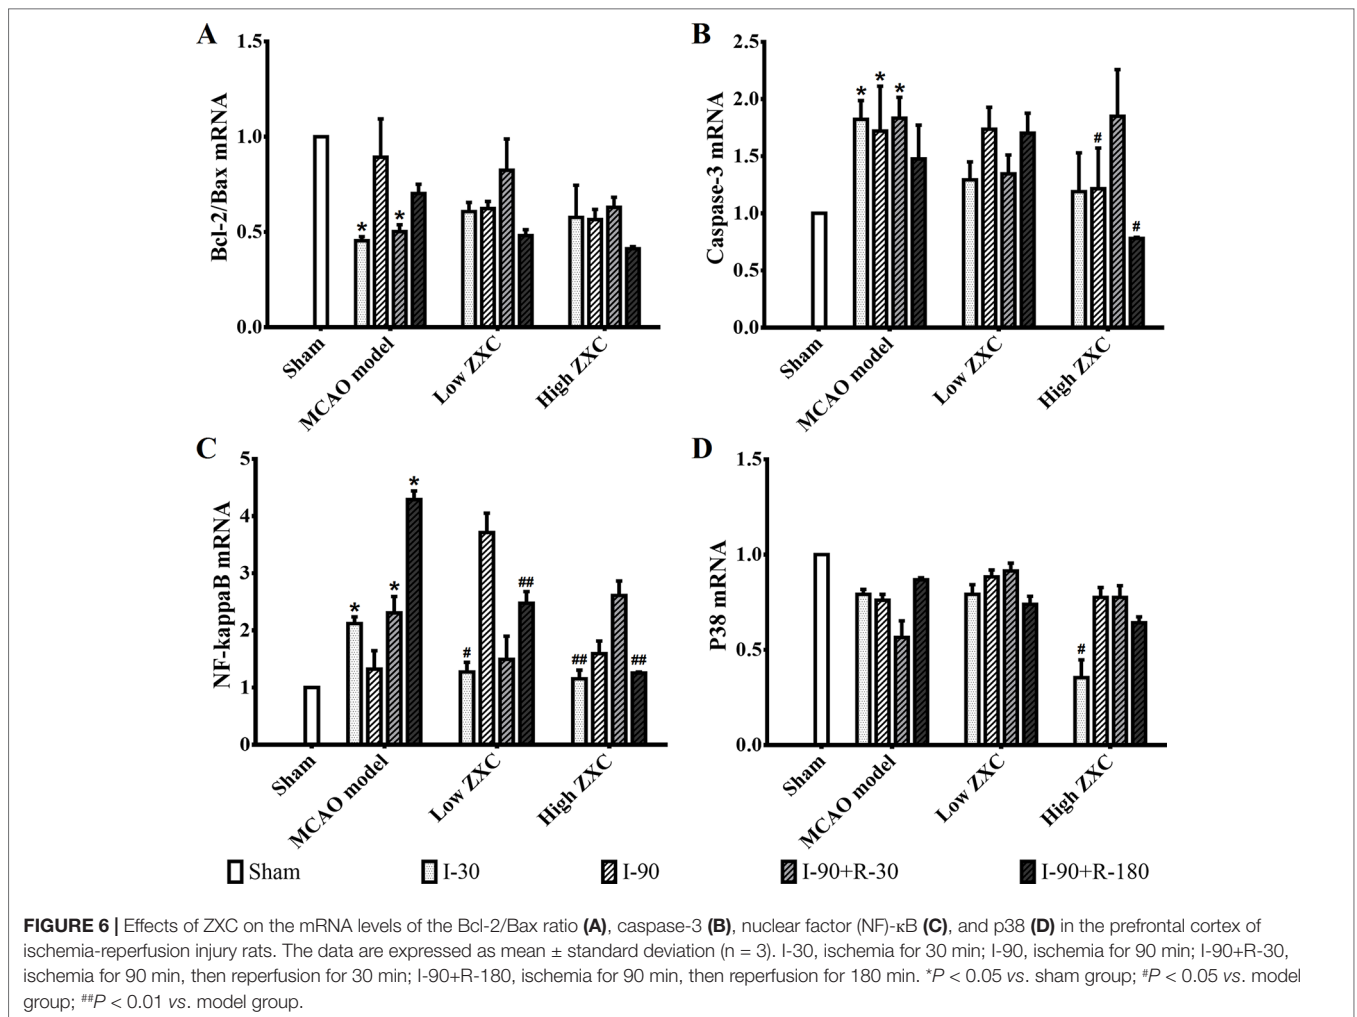 A
Bcl-2/Bax mRNA
1.5
1.0
0.5
0.0
*
*
Sham
MCAO model
Low ZXC
High ZXC
B
Caspase-3 mRNA
2.5
2.0
1.5
1.0
0.5
0.0
*
*
*
#
#
Sham
MCAO model
Low ZXC
High ZXC
C
NF-kappaB mRNA
5
4
3
2
1
0
*
*
*
#
##
##
##
Sham
MCAO model
Low ZXC
High ZXC
D
P38 mRNA
1.5
1.0
0.5
0.0
#
Sham
MCAO model
Low ZXC
High ZXC
Sham I-30 I-90 I-90+R-30 I-90+R-180
FIGURE 6 | Effects of ZXC on the mRNA levels of the Bcl-2/Bax ratio (A), caspase-3 (B), nuclear factor (NF)-κB (C), and p38 (D) in the prefrontal cortex of
ischemia-reperfusion injury rats. The data are expressed as mean ± standard deviation (n = 3). I-30, ischemia for 30 min; I-90, ischemia for 90 min; I-90+R-30,
ischemia for 90 min, then reperfusion for 30 min; I-90+R-180, ischemia for 90 min, then reperfusion for 180 min. *P < 0.05 vs. sham group; #P < 0.05 vs. model
group; ##P < 0.01 vs. model group.